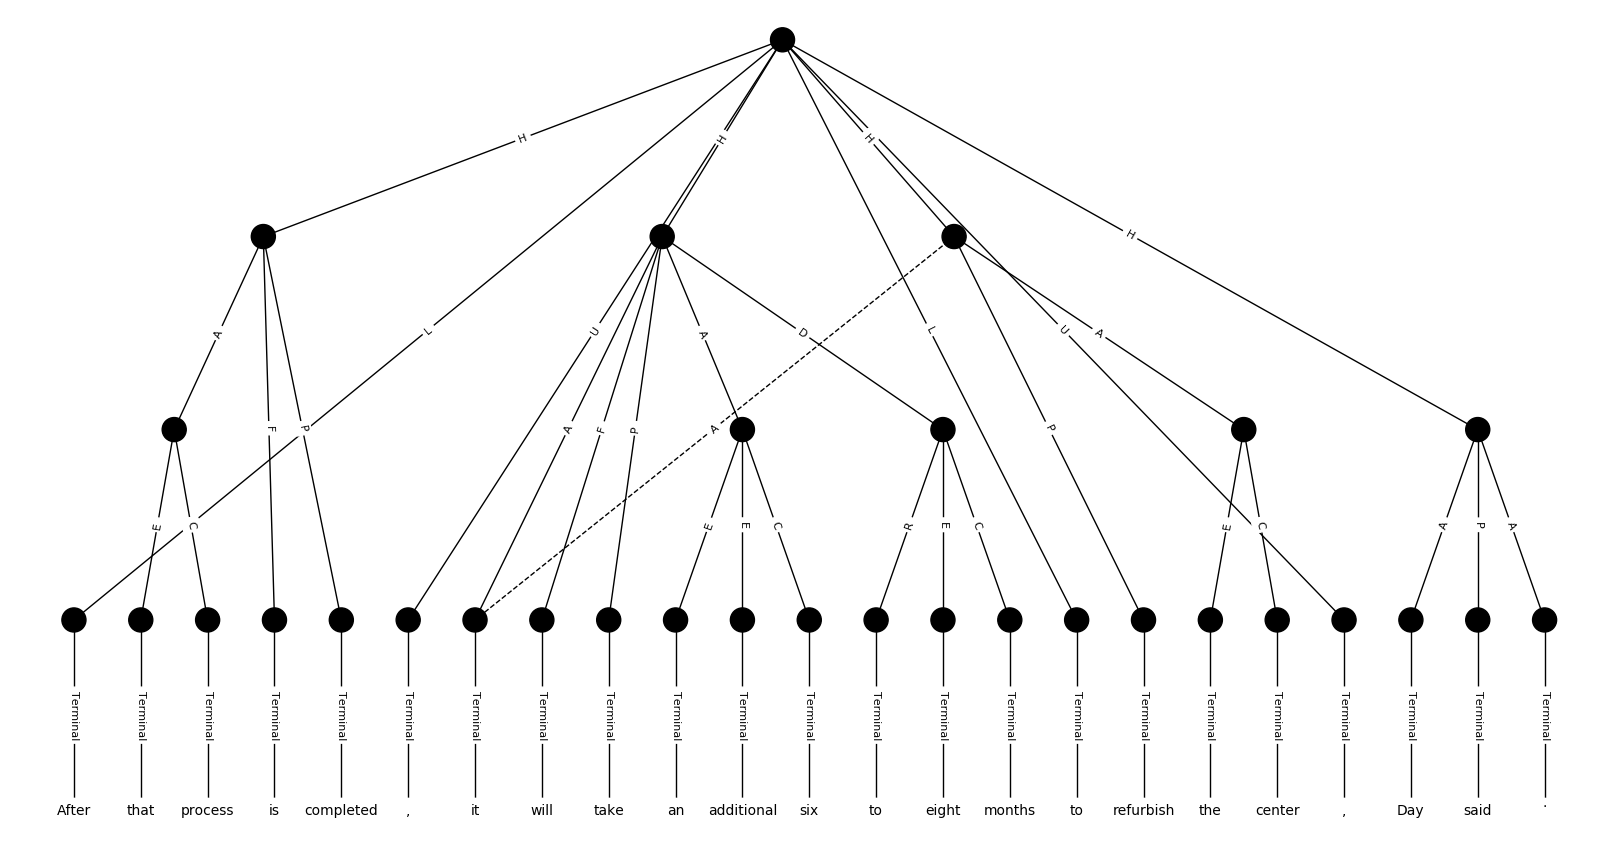 H H H H
A L U D L U A
F P A F P A A P
E C E E C R E C E C A P A
Terminal Terminal Terminal Terminal Terminal Terminal Terminal Terminal Terminal Terminal Terminal Terminal Terminal Terminal Terminal Terminal Terminal Terminal Terminal Terminal Terminal Terminal Terminal
After that process is completed , it will take an additional six to eight months to refurbish the center , Day said .